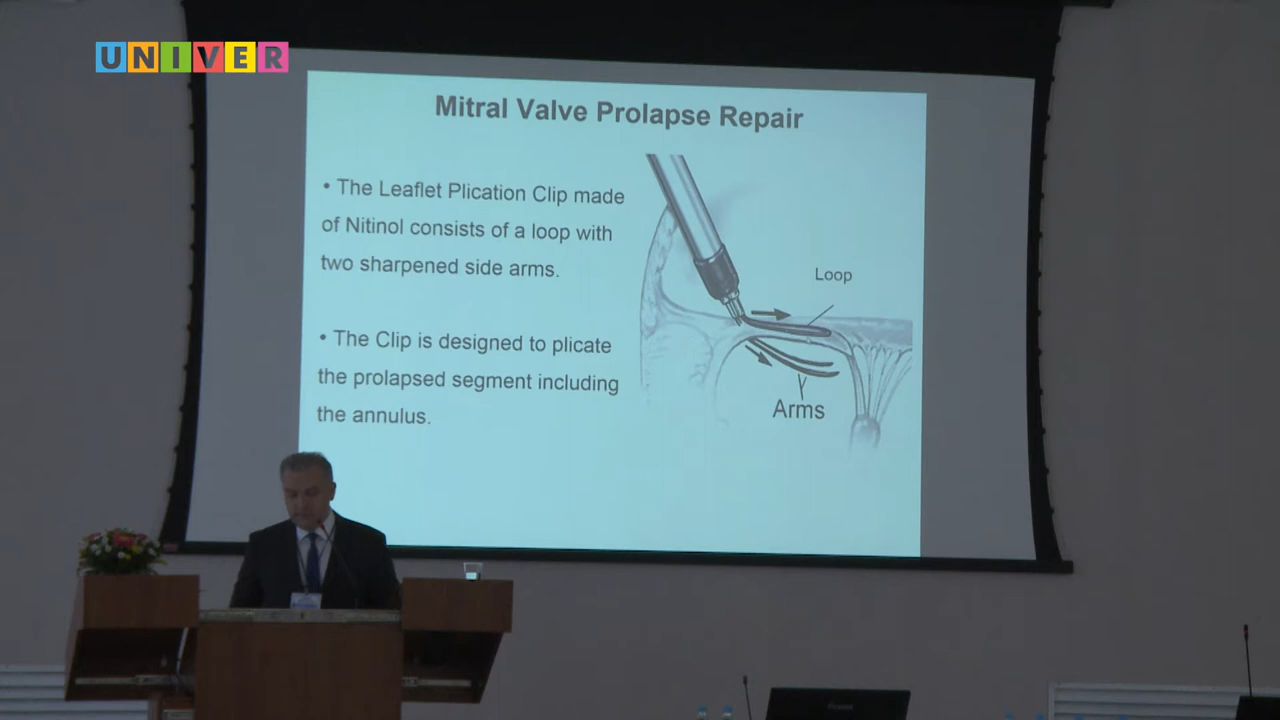 UNIVER
Mitral Valve Prolapse Repair
• The Leaflet Plication Clip made
of Nitinol consists of a loop with
two sharpened side arms.
• The Clip is designed to plicate
the prolapsed segment including
the annulus.
Loop
Arms